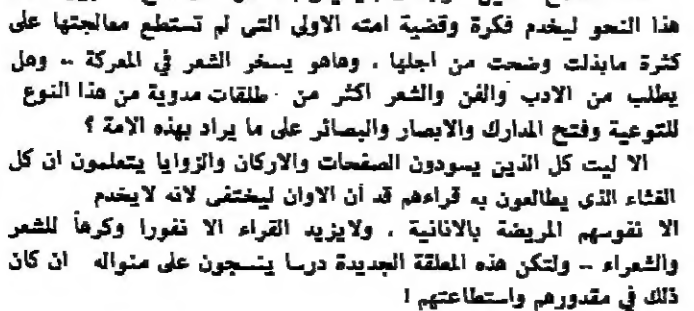 هذا النحو ليخدم فكرة وقضية امته الاولى التي لم تستطع معالجتها على
كثرة مابذلت وضحت من اجلها . وهاهو يسخر الشعر في المعركة .. وهل
يطلب من الادب والفن والشعر اكثر من طلقات مدوية من هذا النوع
للتوعية وفتح المدارك والابصار والبصائر على ما يراد بهذه الامة ؟
الا ليت كل الذين يسودون الصفحات والاركان والزوايا يتعلمون ان كل
الغثاء الذي يطالعون به قراءهم قد آن الاوان ليختفى لانه لايخدم
الا نفوسهم المريضة بالانانية . ولايزيد القراء الا نفورا وكرهاً للشعر
والشعراء .. ولتكن هذه المعلقة الجديدة درسا ينسجون على منواله ان كان
ذلك في مقدورهم واستطاعتهم !